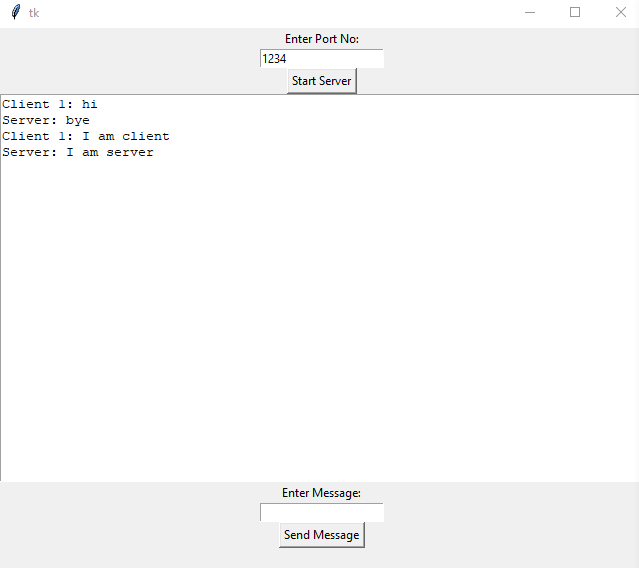 tk
Enter Port No:
1234
Start Server
Client 1: hi
Server: bye
Client 1: I am client
Server: I am server
Enter Message:
Send Message